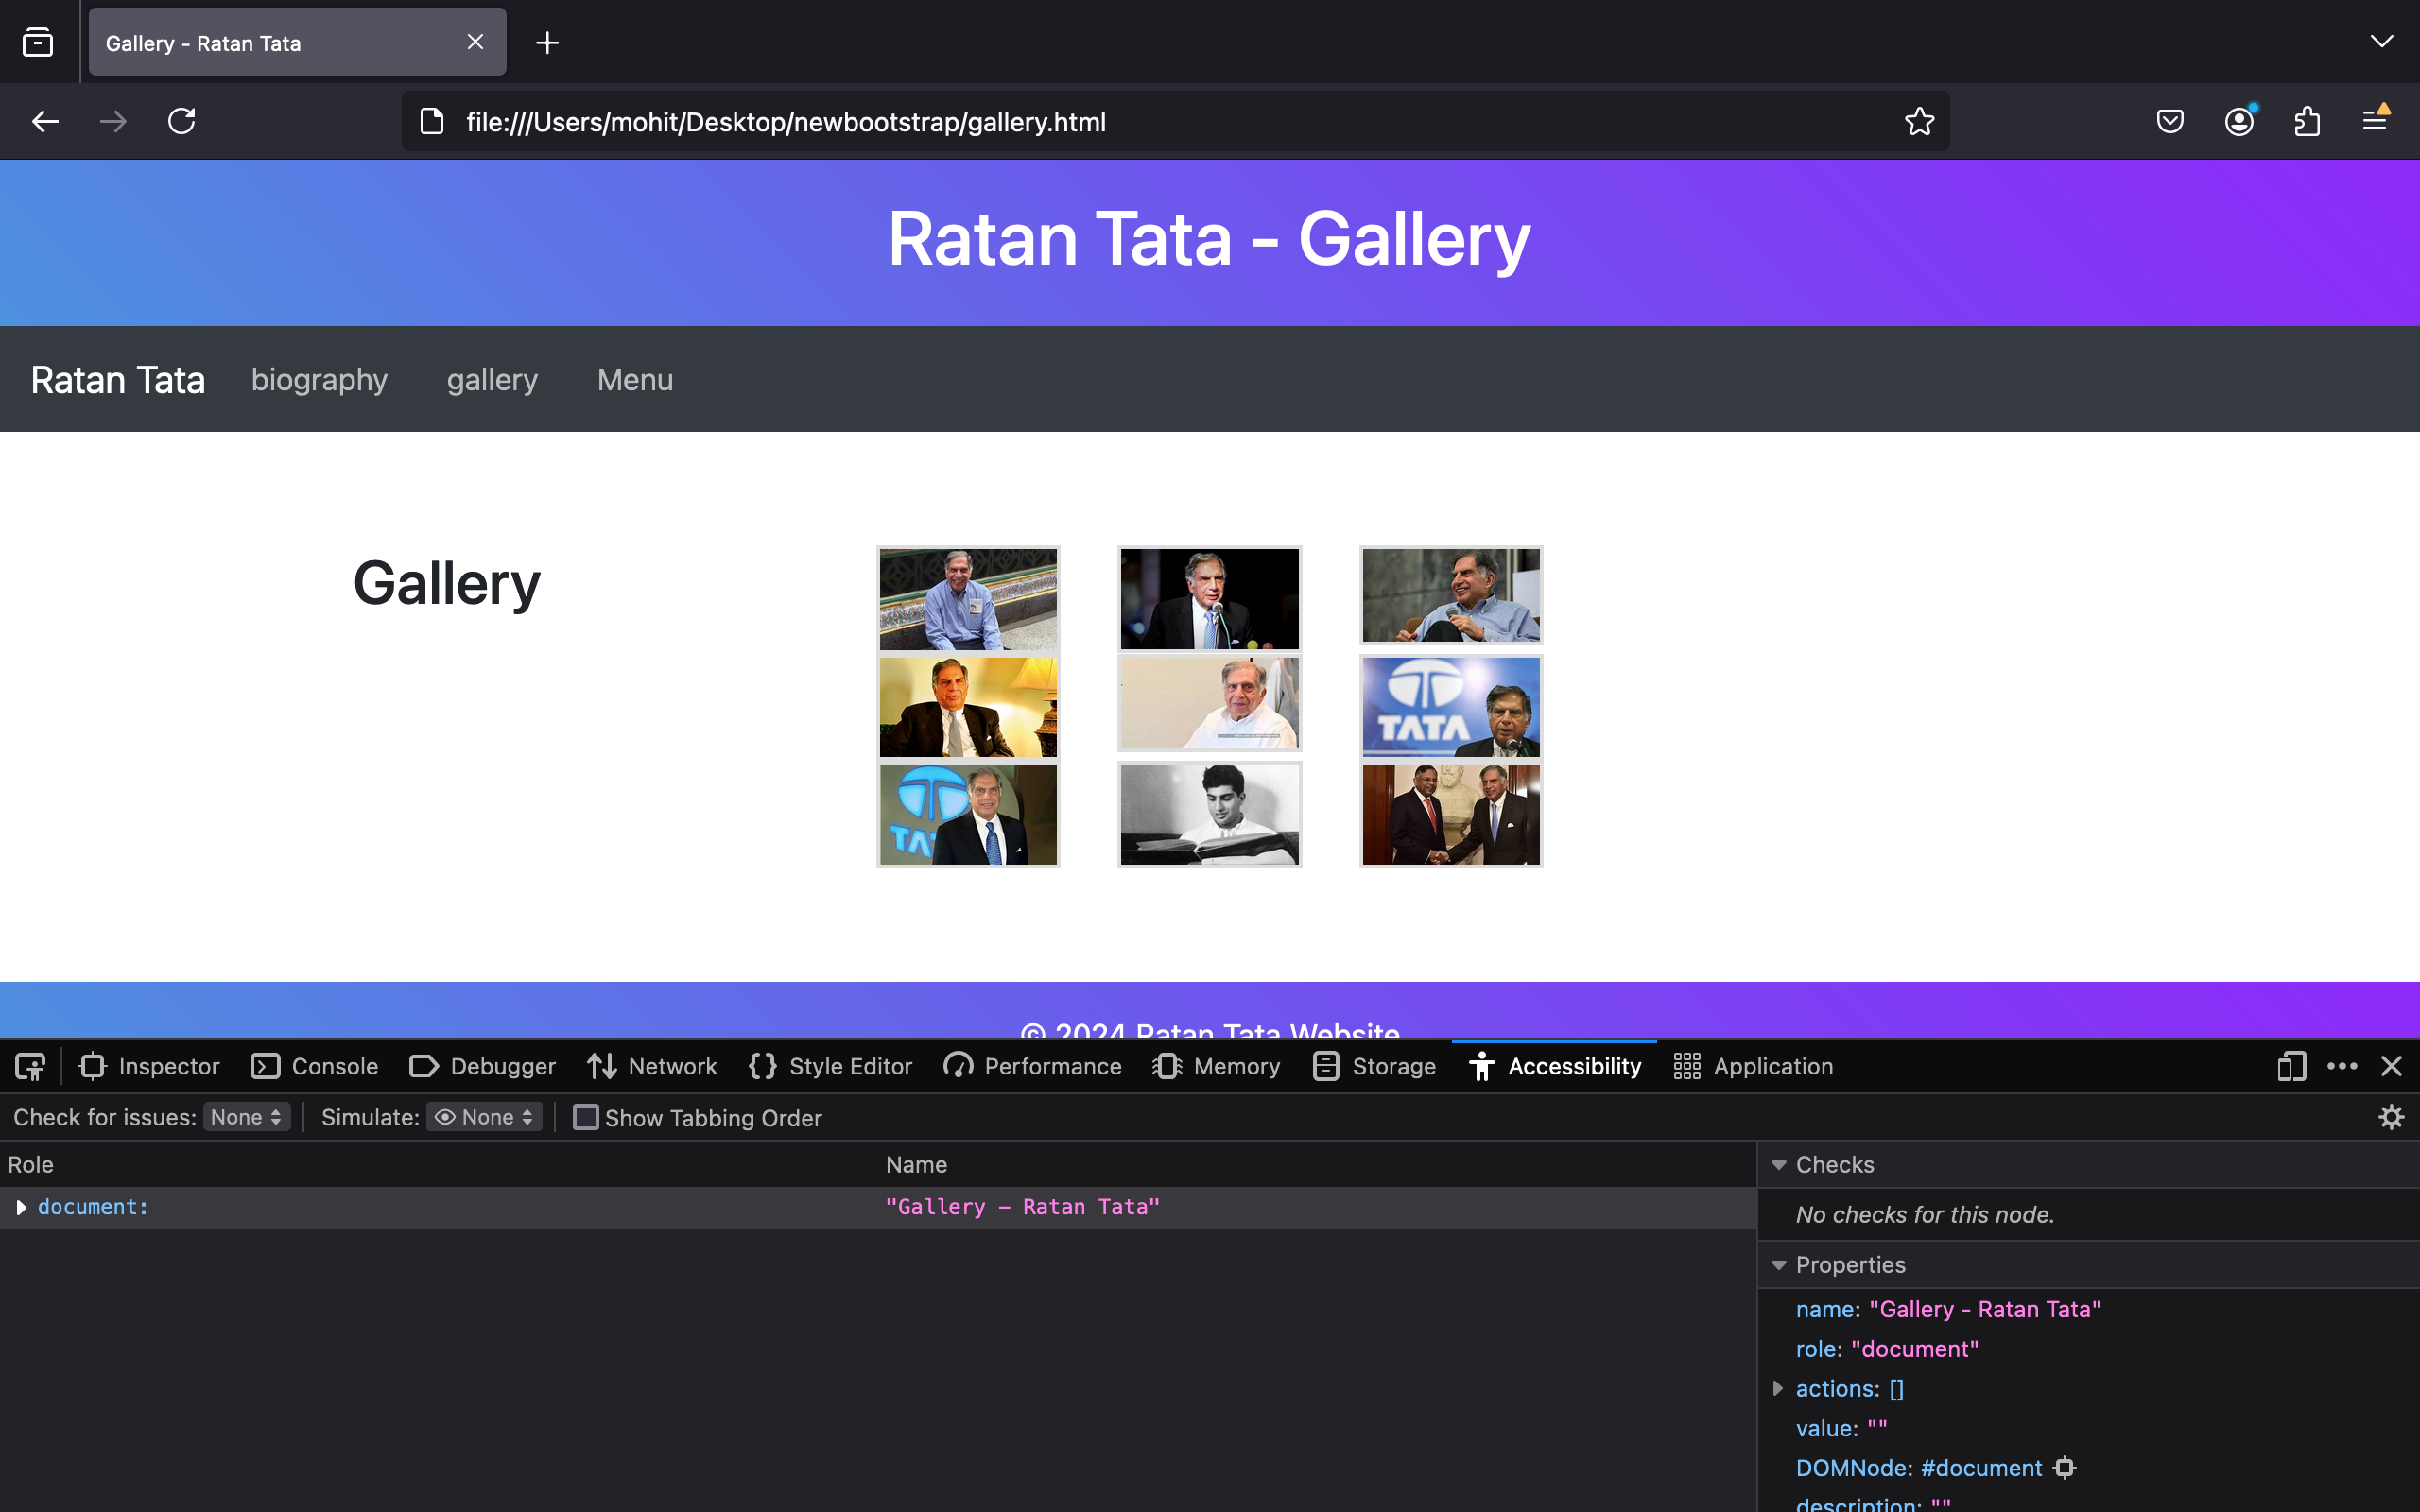 Gallery - Ratan Tata
file:///Users/mohit/Desktop/newbootstrap/gallery.html
Ratan Tata - Gallery
Ratan Tata biography gallery Menu
Gallery
TATA
TA
© 2024 Ratan Tata Website
Inspector Console Debugger Network Style Editor Performance Memory Storage Accessibility Application
Check for issues: None Simulate: None Show Tabbing Order
Role Name
document: "Gallery – Ratan Tata"
Checks
No checks for this node.
Properties
name: "Gallery - Ratan Tata"
role: "document"
actions: []
value: ""
DOMNode: #document
description: ""